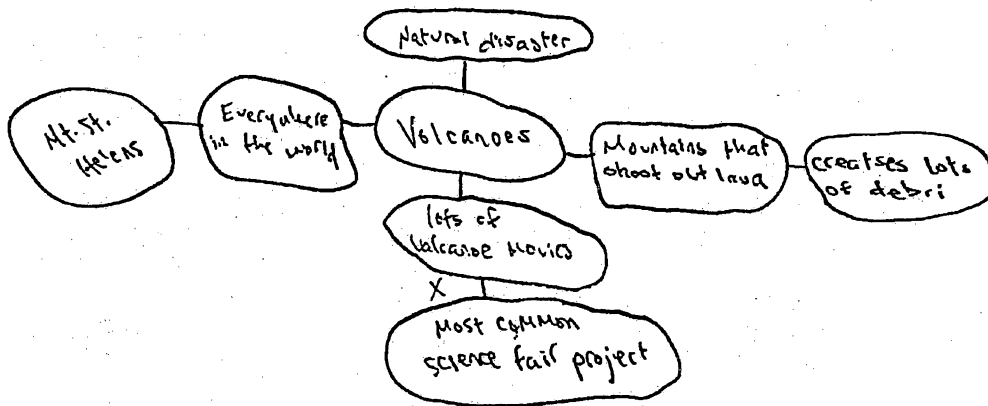 Natural disaster
Mt. St.
Helens
Everywhere
in the world
Volcanoes
Mountains that
shoot out lava
creatses lots
of debri
lots of
Valcanoe Movies
X
Most common
science fair project